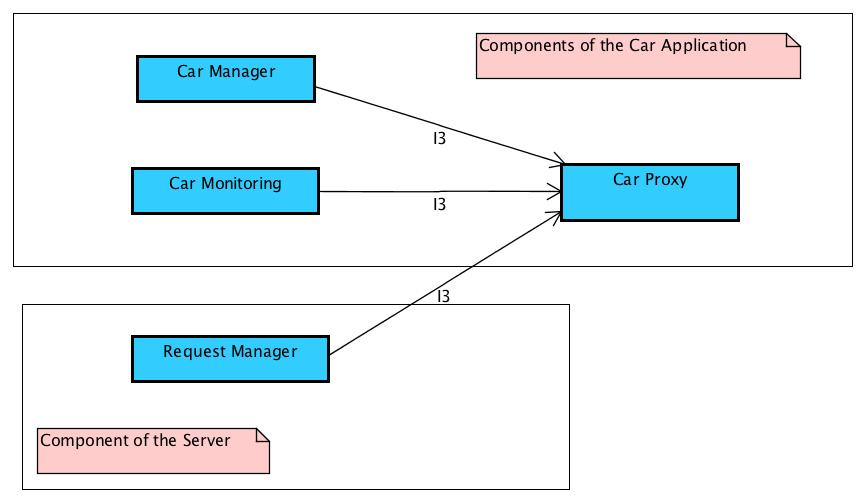 Components of the Car Application
Car Manager
I3
Car Monitoring
Car Proxy
I3
I3
Request Manager
Component of the Server